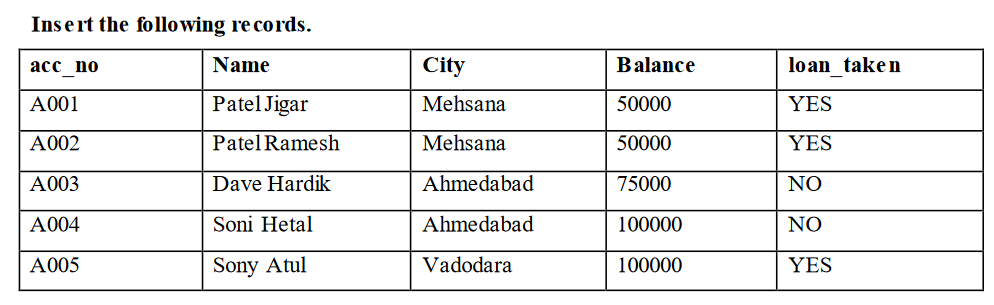 Insert the following records.
acc_no Name City Balance loan_taken
A001 Patel Jigar Mehsana 50000 YES
A002 Patel Ramesh Mehsana 50000 YES
A003 Dave Hardik Ahmedabad 75000 NO
A004 Soni Hetal Ahmedabad 100000 NO
A005 Sony Atul Vadodara 100000 YES